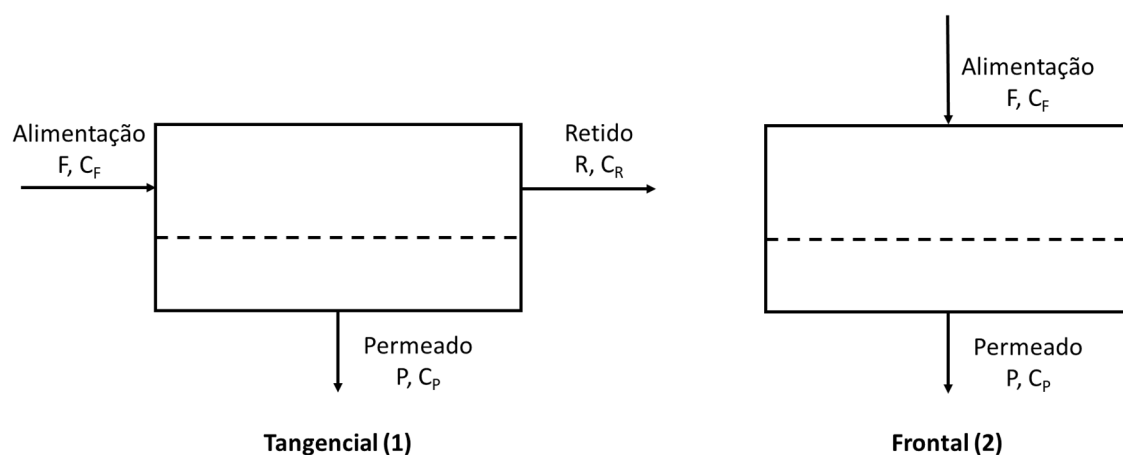 Alimentação
F, C_F
Retido
R, C_R
Permeado
P, C_P
Tangencial (1)
Alimentação
F, C_F
Permeado
P, C_P
Frontal (2)